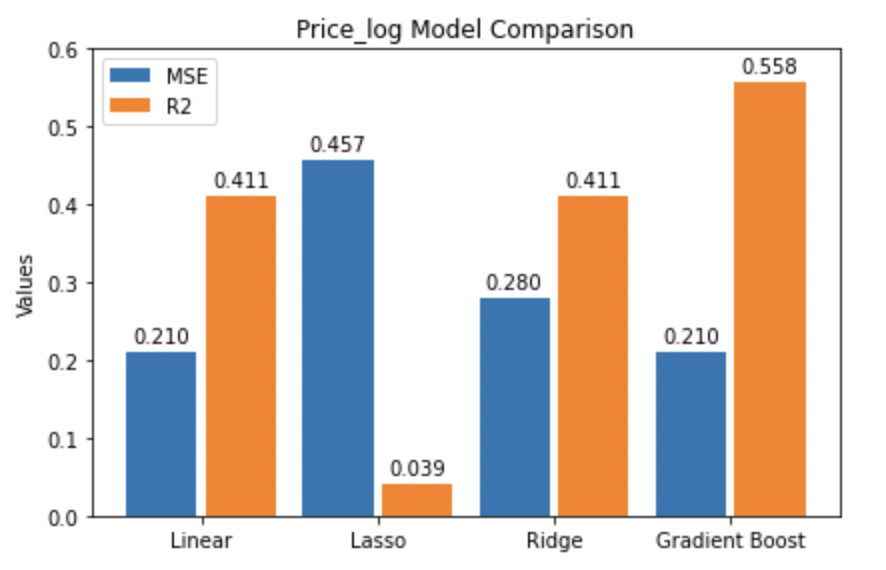 Price_log Model Comparison
0.6
0.5
0.4
0.3
0.2
0.1
0.0
Values
MSE
R2
0.210
0.411
0.457
0.039
0.280
0.411
0.210
0.558
Linear
Lasso
Ridge
Gradient Boost